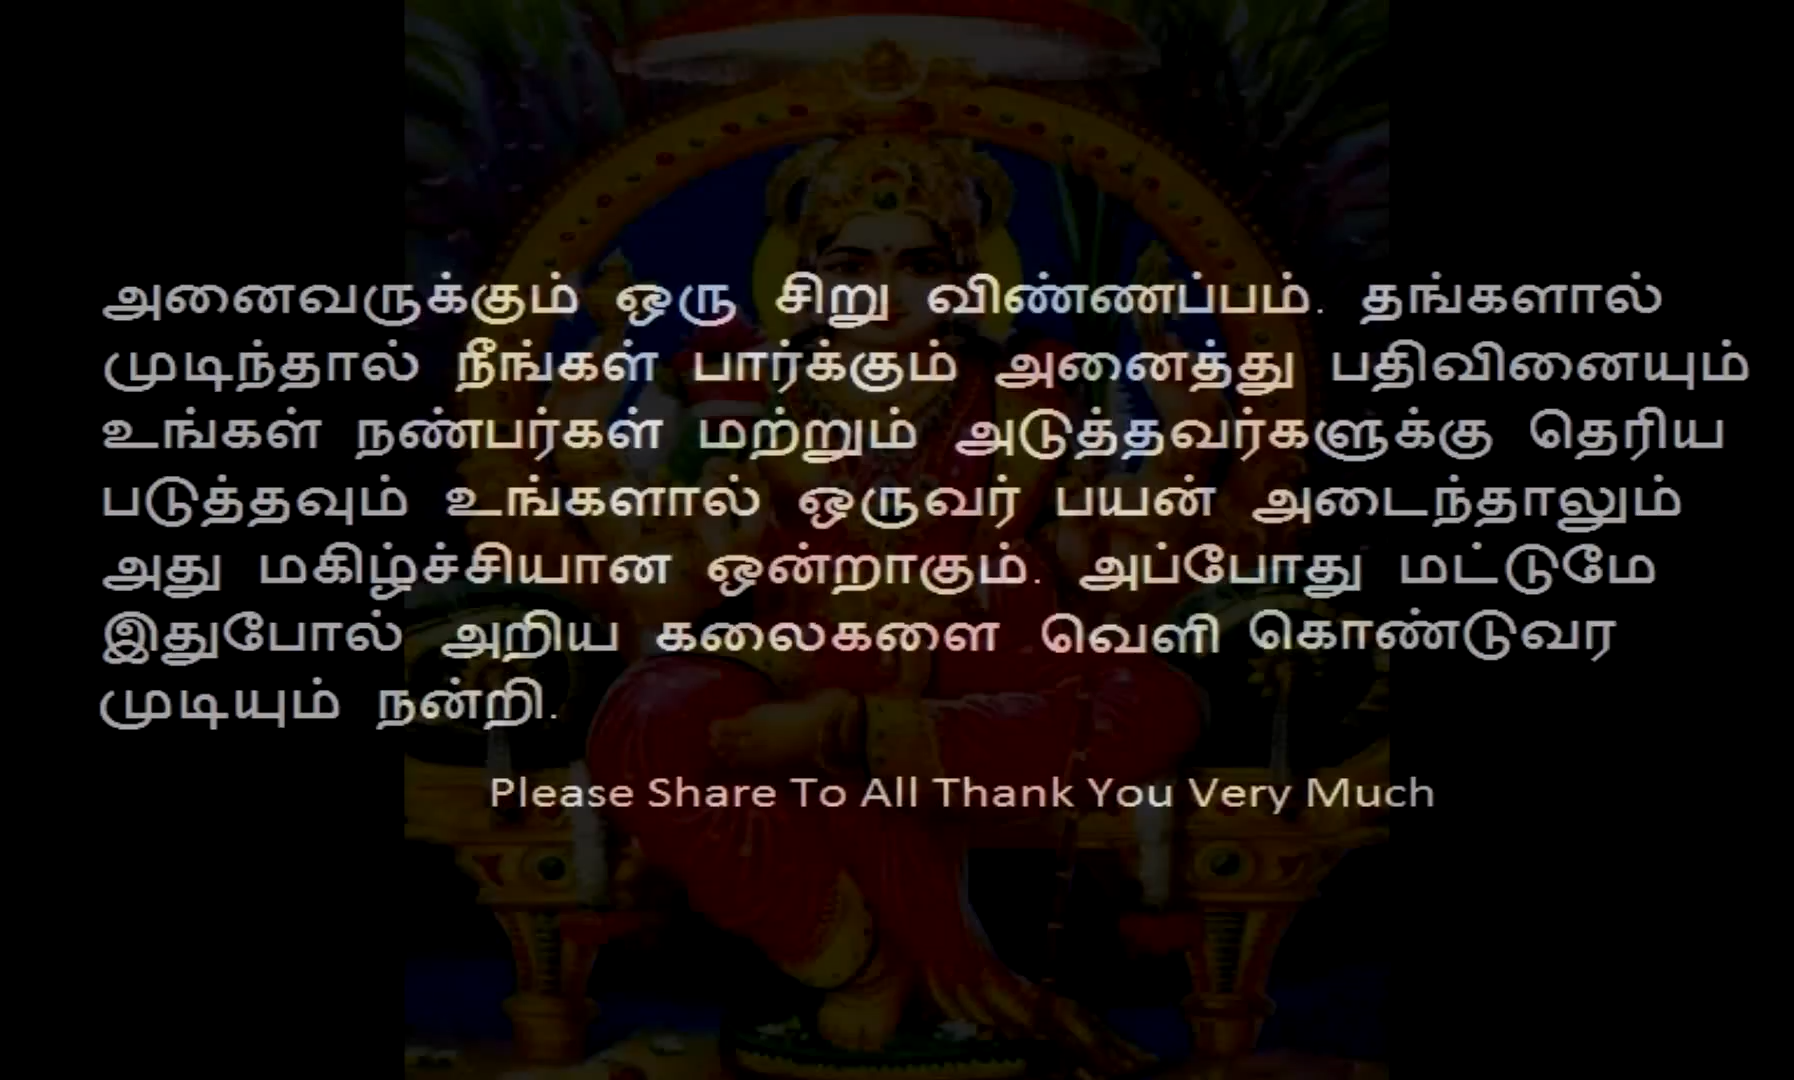 அனைவருக்கும் ஒரு சிறு விண்ணப்பம். தங்களால்
முடிந்தால் நீங்கள் பார்க்கும் அனைத்து பதிவினையும்
உங்கள் நண்பர்கள் மற்றும் அடுத்தவர்களுக்கு தெரிய
படுத்தவும் உங்களால் ஒருவர் பயன் அடைந்தாலும்
அது மகிழ்ச்சியான ஒன்றாகும். அப்போது மட்டுமே
இதுபோல் அறிய கலைகளை வெளி கொண்டுவர
முடியும் நன்றி.
Please Share To All Thank You Very Much